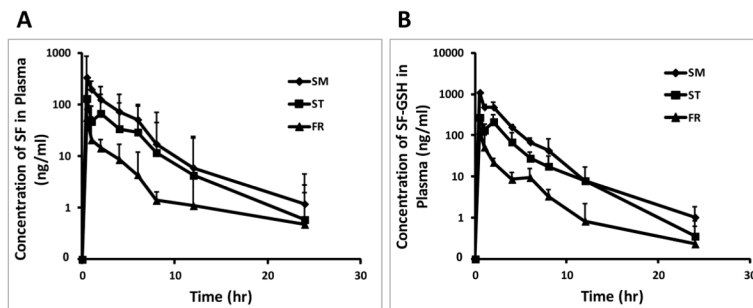 A
Concentration of SF in Plasma
(ng/ml)
1000
100
10
1
0
0
10
20
30
Time (hr)
SM
ST
FR
B
Concentration of SF-GSH in
Plasma (ng/ml)
10000
1000
100
10
1
0
0
10
20
30
Time (hr)
SM
ST
FR